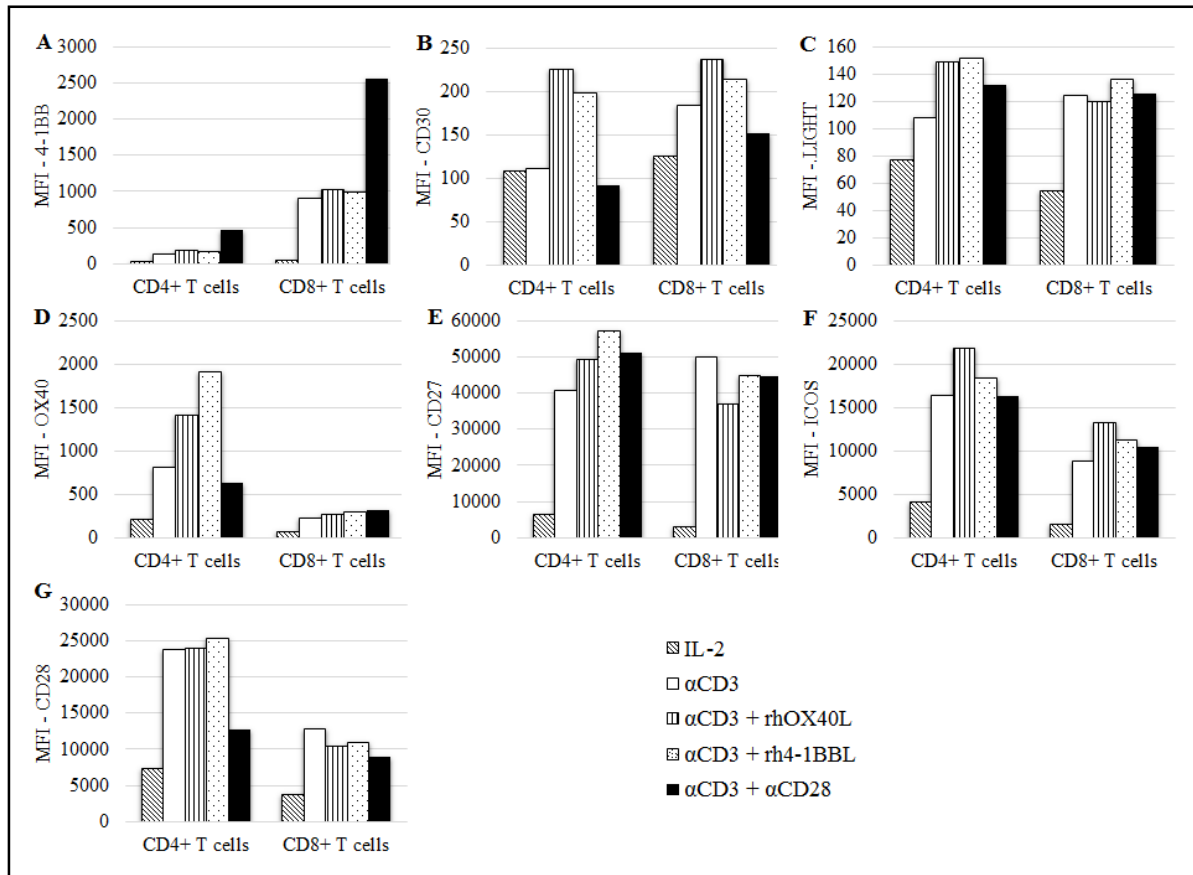 A
3000
2500
2000
1500
1000
500
0
MFI - 4-1BB
CD4+ T cells CD8+ T cells
B
250
200
150
100
50
0
MFI - CD30
CD4+ T cells CD8+ T cells
C
160
140
120
100
80
60
40
20
0
MFI -.LIGHT
CD4+ T cells CD8+ T cells
D
2500
2000
1500
1000
500
0
MFI - OX40
CD4+ T cells CD8+ T cells
E
60000
50000
40000
30000
20000
10000
0
MFI - CD27
CD4+ T cells CD8+ T cells
F
25000
20000
15000
10000
5000
0
MFI - ICOS
CD4+ T cells CD8+ T cells
G
30000
25000
20000
15000
10000
5000
0
MFI - CD28
CD4+ T cells CD8+ T cells
IL-2
αCD3
αCD3 + rhOX40L
αCD3 + rh4-1BBL
αCD3 + αCD28